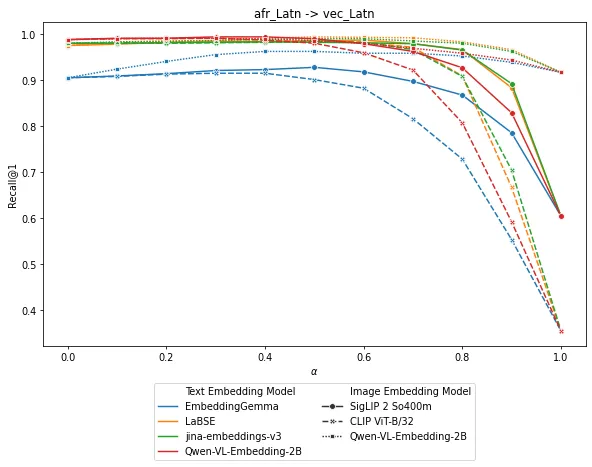 afr_Latn -> vec_Latn
Recall@1
1.0
0.9
0.8
0.7
0.6
0.5
0.4
0.0 0.2 0.4 0.6 0.8 1.0
α
Text Embedding Model Image Embedding Model
EmbeddingGemma SigLIP 2 So400m
LaBSE CLIP ViT-B/32
jina-embeddings-v3 Qwen-VL-Embedding-2B
Qwen-VL-Embedding-2B